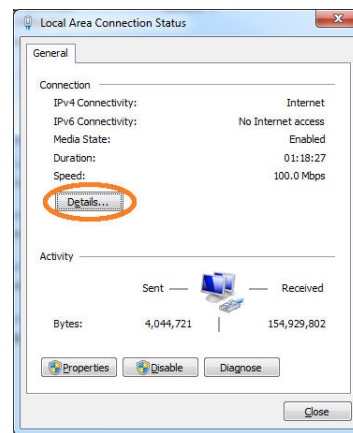 Local Area Connection Status
General
Connection
IPv4 Connectivity: Internet
IPv6 Connectivity: No Internet access
Media State: Enabled
Duration: 01:18:27
Speed: 100.0 Mbps
Details...
Activity
Sent Received
Bytes: 4,044,721 154,929,802
Properties Disable Diagnose
Close